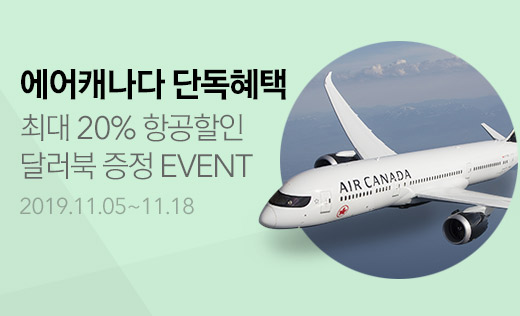 에어캐나다 단독혜택
최대 20% 항공할인
달러북 증정 EVENT
2019.11.05~11.18
AIR CANADA